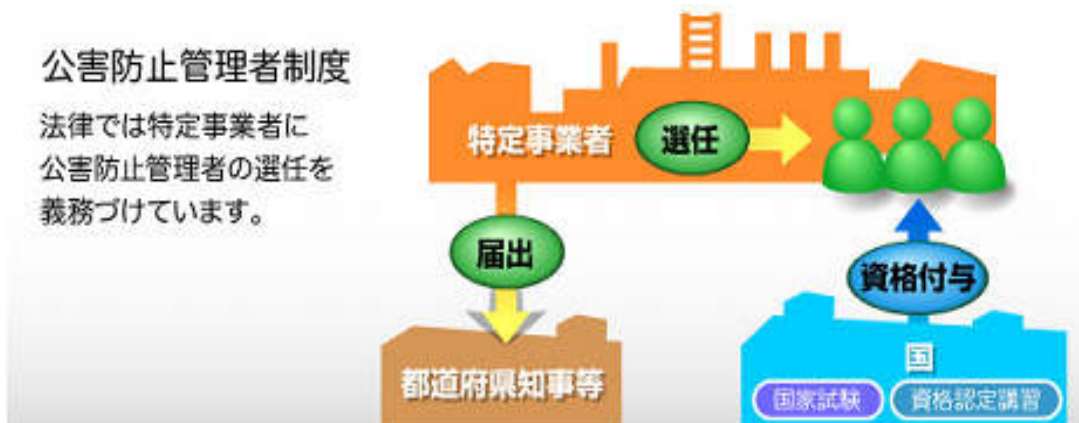 公害防止管理者制度
法律では特定事業者に
公害防止管理者の選任を
義務づけています。
特定事業者
選任
届出
資格付与
都道府県知事等
国
国家試験
資格認定講習